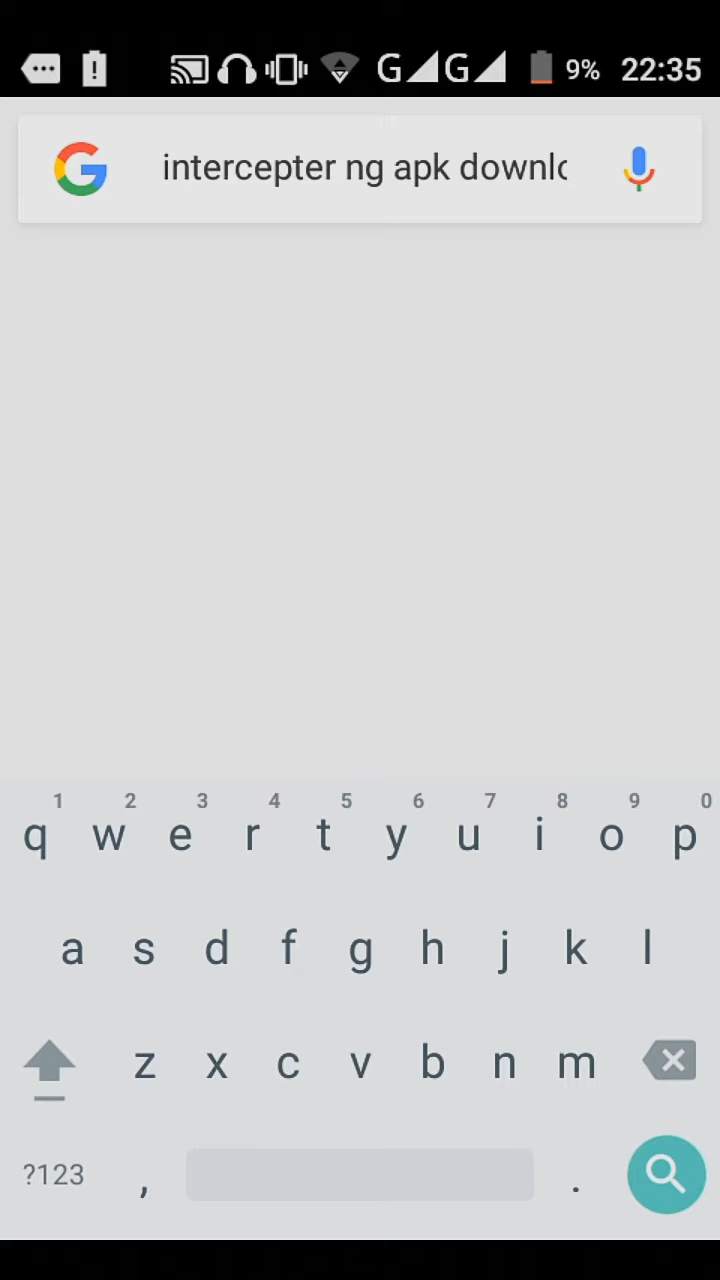 G G 9% 22:35
G intercepter ng apk downlo
1 2 3 4 5 6 7 8 9 0
q w e r t y u i o p
a s d f g h j k l
z x c v b n m
?123 , .